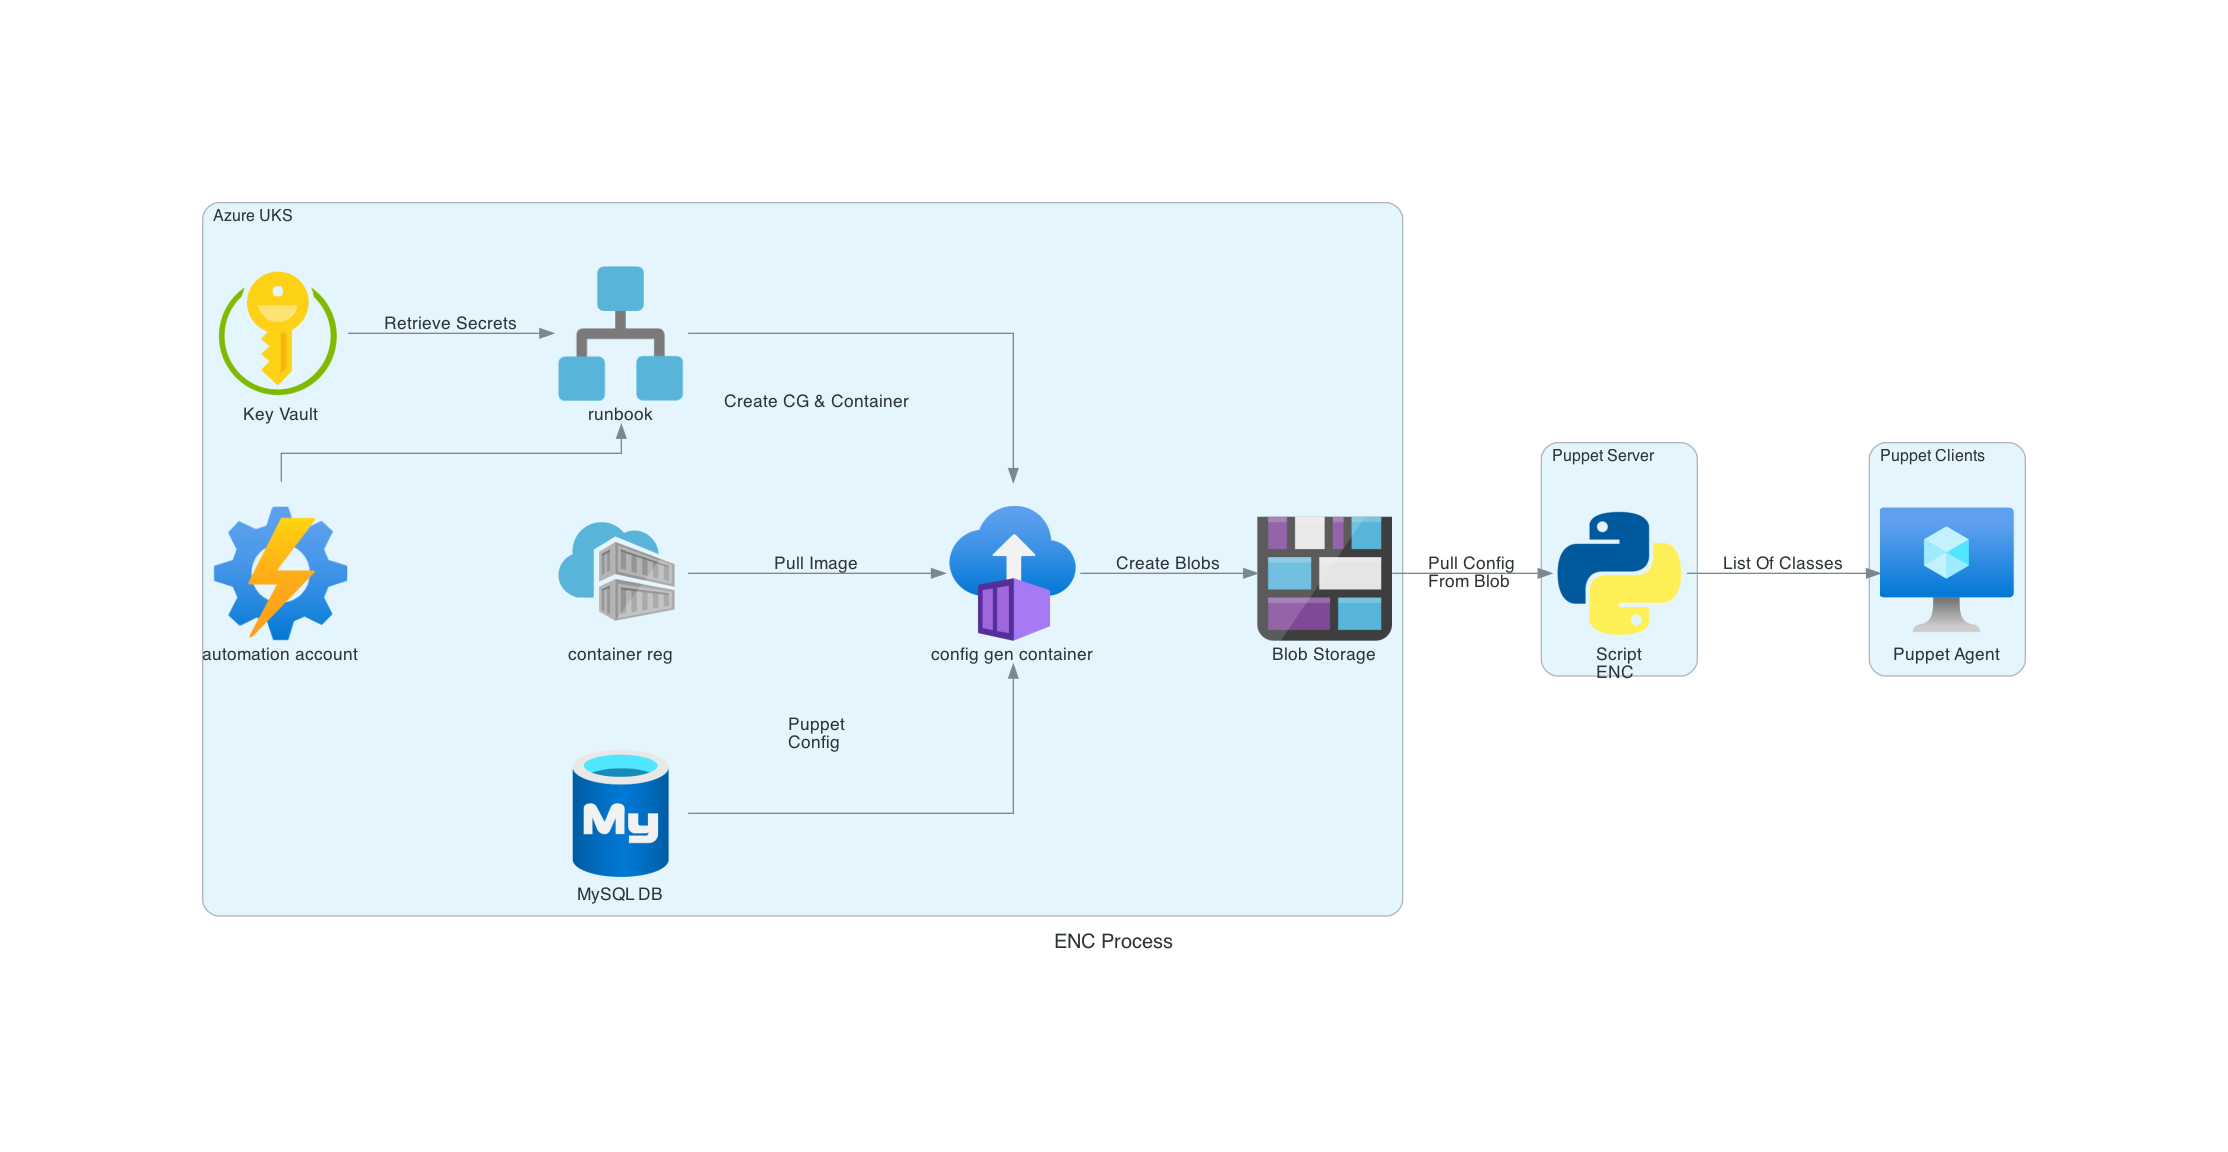 Azure UKS
Retrieve Secrets
Key Vault
runbook
Create CG & Container
Puppet Server
Puppet Clients
Pull Image
Create Blobs
Pull Config
From Blob
List Of Classes
automation account
container reg
config gen container
Blob Storage
Script
ENC
Puppet Agent
Puppet
Config
My
MySQL DB
ENC Process